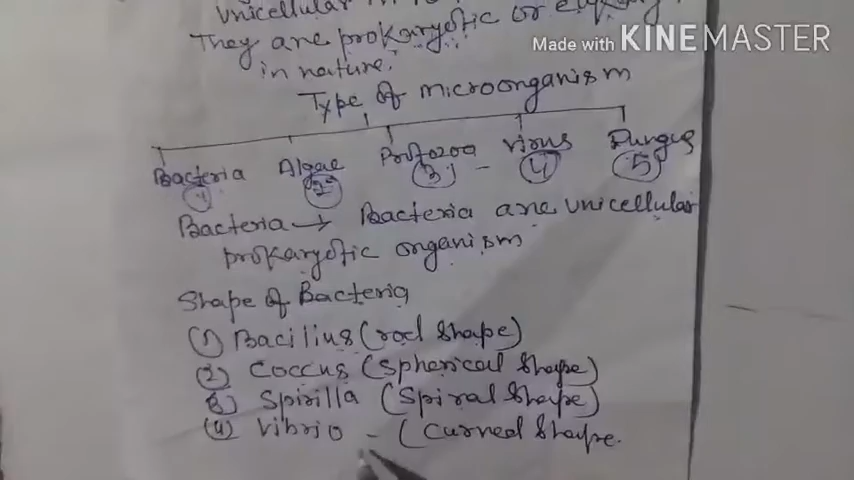 unicellular
They are prokaryotic or
in nature.
Made with KINEMASTER
Type of microorganism
Bacteria Algae Protozoa virus Fungus
1 2 3 4 5
Bacteria → Bacteria are unicellular
prokaryotic organism
Shape of Bacteria
(1) Bacilius (rod shape)
(2) Coccus (Spherical Shape)
(3) Spirilla (Spiral Shape)
(4) Vibrio - (Curved Shape.